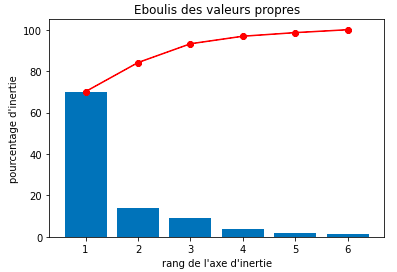 Eboulis des valeurs propres
pourcentage d'inertie
100
80
60
40
20
0
1 2 3 4 5 6
rang de l'axe d'inertie